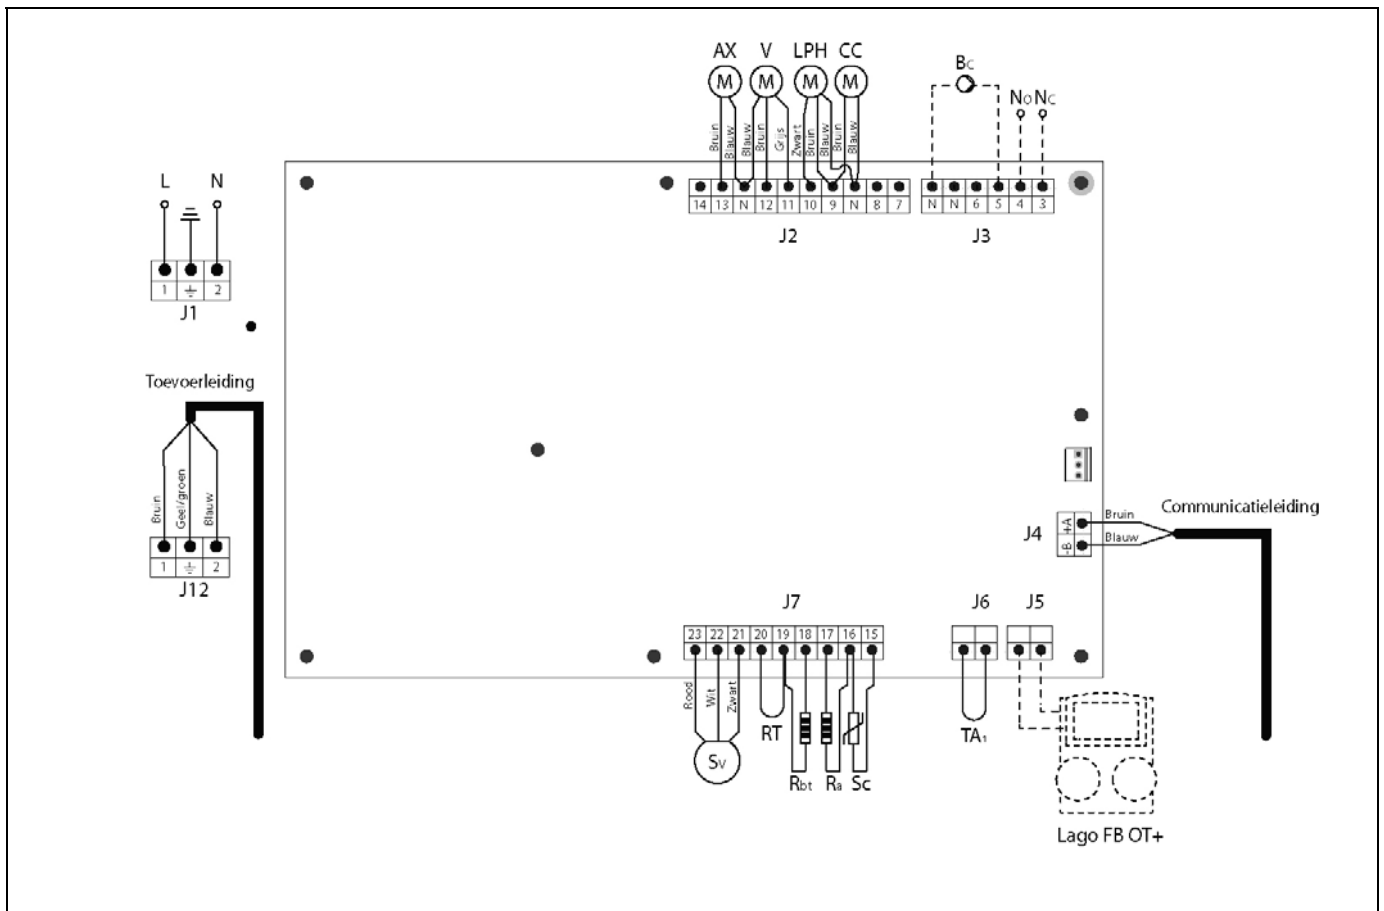 AX V LPH CC
M M M M
Bc
No Nc
Bruin Blauw Blauw Bruin Grijs Zwart Bruin Blauw Bruin Blauw
14 13 N 12 11 10 9 N 8 7
J2
N N 6 5 4 3
J3
L N
1 2
J1
Toevoerleiding
Bruin Geel/groen Blauw
1 2
J12
Communicatieleiding
J4
+A Bruin
-B Blauw
J7
23 22 21 20 19 18 17 16 15
Rood Wit Zwart
Sv
RT
Rbt
Ra
Sc
J6
TA1
J5
Lago FB OT+